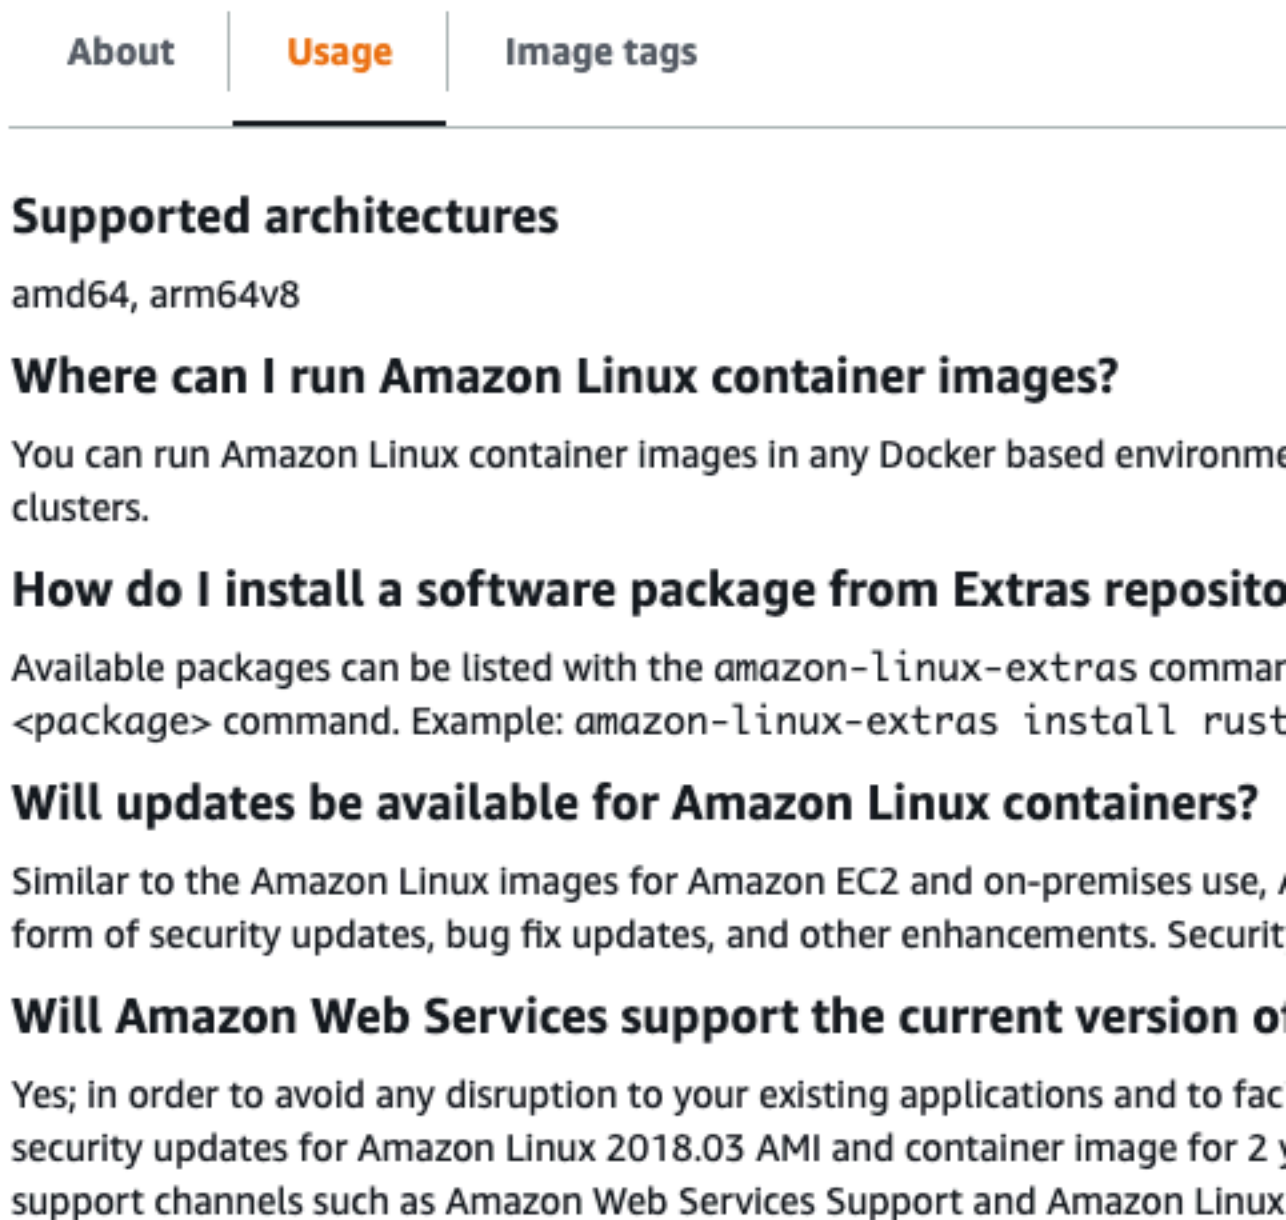 About Usage Image tags
Supported architectures
amd64, arm64v8
Where can I run Amazon Linux container images?
You can run Amazon Linux container images in any Docker based environme
clusters.
How do I install a software package from Extras reposito
Available packages can be listed with the amazon-linux-extras comman
<package> command. Example: amazon-linux-extras install rust
Will updates be available for Amazon Linux containers?
Similar to the Amazon Linux images for Amazon EC2 and on-premises use, A
form of security updates, bug fix updates, and other enhancements. Security
Will Amazon Web Services support the current version of
Yes; in order to avoid any disruption to your existing applications and to fac
security updates for Amazon Linux 2018.03 AMI and container image for 2 y
support channels such as Amazon Web Services Support and Amazon Linux